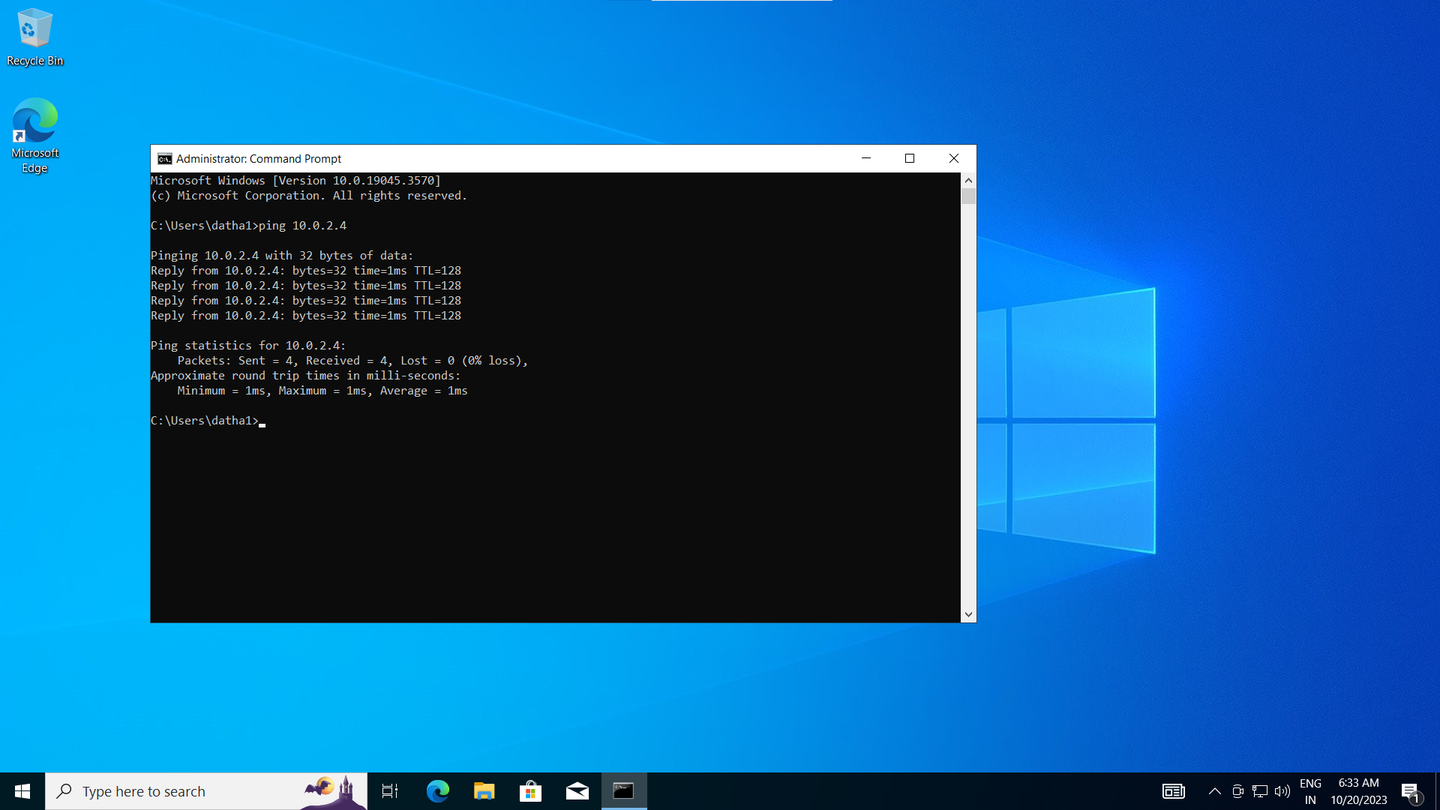 Recycle Bin
Microsoft
Edge
Administrator: Command Prompt
Microsoft Windows [Version 10.0.19045.3570]
(c) Microsoft Corporation. All rights reserved.
C:\Users\datha1>ping 10.0.2.4
Pinging 10.0.2.4 with 32 bytes of data:
Reply from 10.0.2.4: bytes=32 time=1ms TTL=128
Reply from 10.0.2.4: bytes=32 time=1ms TTL=128
Reply from 10.0.2.4: bytes=32 time=1ms TTL=128
Reply from 10.0.2.4: bytes=32 time=1ms TTL=128
Ping statistics for 10.0.2.4:
    Packets: Sent = 4, Received = 4, Lost = 0 (0% loss),
Approximate round trip times in milli-seconds:
    Minimum = 1ms, Maximum = 1ms, Average = 1ms
C:\Users\datha1>
Type here to search
ENG
IN
6:33 AM
10/20/2023
1